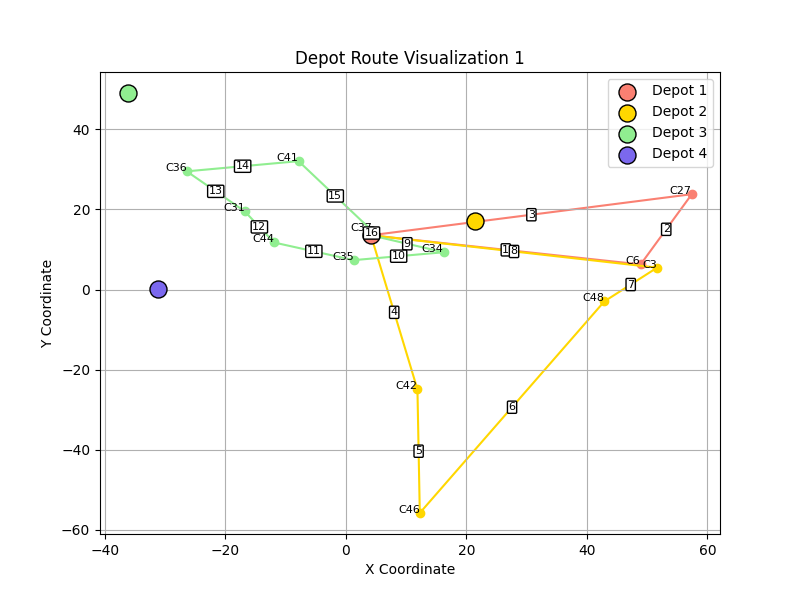 Depot Route Visualization 1
Depot 1
Depot 2
Depot 3
Depot 4
Y Coordinate
40
20
0
−20
−40
−60
C36
14
C41
13
15
C31
12
C44
11
C35
10
C37
16
9
C34
3
C27
2
1
8
C6
C3
7
C48
4
6
C42
5
C46
−40
−20
0
20
40
60
X Coordinate